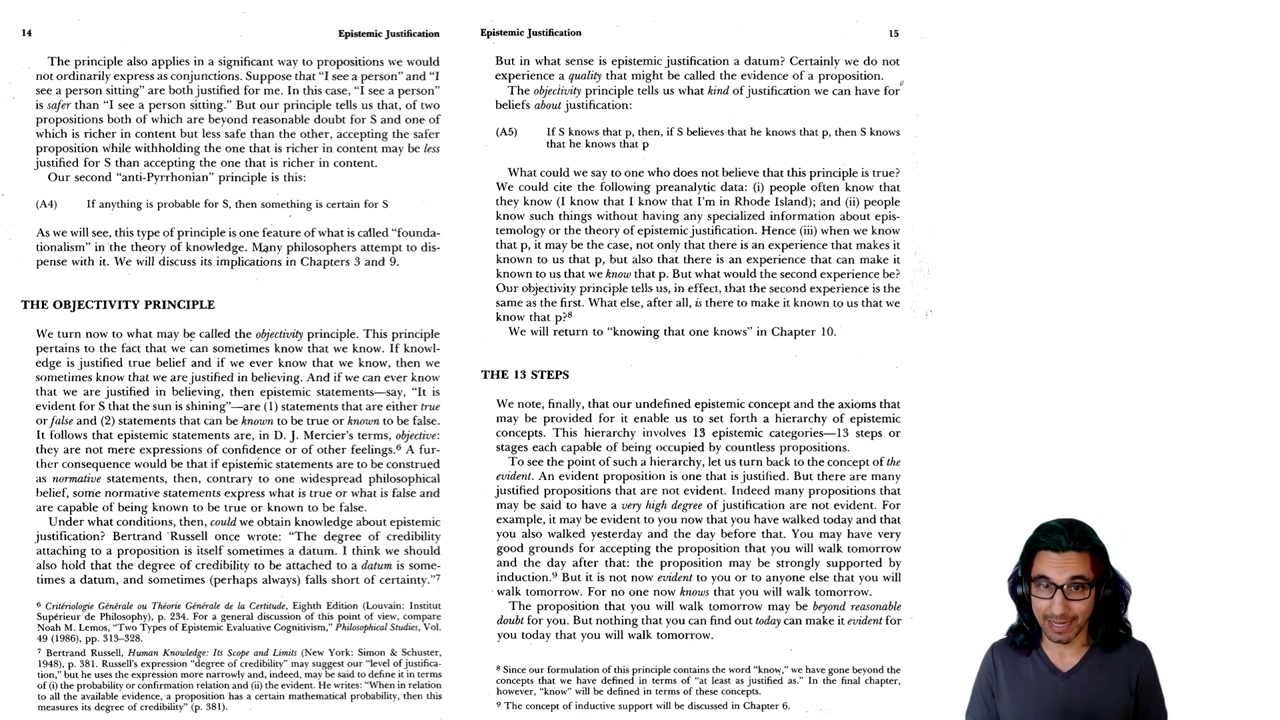 14
Epistemic Justification
The principle also applies in a significant way to propositions we would
not ordinarily express as conjunctions. Suppose that “I see a person” and “I
see a person sitting” are both justified for me. In this case, “I see a person”
is safer than “I see a person sitting.” But our principle tells us that, of two
propositions both of which are beyond reasonable doubt for S and one of
which is richer in content but less safe than the other, accepting the safer
proposition while withholding the one that is richer in content may be less
justified for S than accepting the one that is richer in content.
Our second “anti-Pyrrhonian” principle is this:
(A4) If anything is probable for S, then something is certain for S
As we will see, this type of principle is one feature of what is called “founda-
tionalism” in the theory of knowledge. Many philosophers attempt to dis-
pense with it. We will discuss its implications in Chapters 3 and 9.
THE OBJECTIVITY PRINCIPLE
We turn now to what may be called the objectivity principle. This principle
pertains to the fact that we can sometimes know that we know. If knowl-
edge is justified true belief and if we ever know that we know, then we
sometimes know that we are justified in believing. And if we can ever know
that we are justified in believing, then epistemic statements—say, “It is
evident for S that the sun is shining”—are (1) statements that are either true
or false and (2) statements that can be known to be true or known to be false.
It follows that epistemic statements are, in D. J. Mercier’s terms, objective:
they are not mere expressions of confidence or of other feelings.⁶ A fur-
ther consequence would be that if epistemic statements are to be construed
as normative statements, then, contrary to one widespread philosophical
belief, some normative statements express what is true or what is false and
are capable of being known to be true or known to be false.
Under what conditions, then, could we obtain knowledge about epistemic
justification? Bertrand Russell once wrote: “The degree of credibility
attaching to a proposition is itself sometimes a datum. I think we should
also hold that the degree of credibility to be attached to a datum is some-
times a datum, and sometimes (perhaps always) falls short of certainty.”⁷
⁶ Critériologie Générale ou Théorie Générale de la Certitude, Eighth Edition (Louvain: Institut
Supérieur de Philosophy), p. 234. For a general discussion of this point of view, compare
Noah M. Lemos, “Two Types of Epistemic Evaluative Cognitivism,” Philosophical Studies, Vol.
49 (1986), pp. 313–328.
⁷ Bertrand Russell, Human Knowledge: Its Scope and Limits (New York: Simon & Schuster,
1948), p. 381. Russell’s expression “degree of credibility” may suggest our “level of justifica-
tion,” but he uses the expression more narrowly and, indeed, may be said to define it in terms
of (i) the probability or confirmation relation and (ii) the evident. He writes: “When in relation
to all the available evidence, a proposition has a certain mathematical probability, then this
measures its degree of credibility” (p. 381).
Epistemic Justification
15
But in what sense is epistemic justification a datum? Certainly we do not
experience a quality that might be called the evidence of a proposition.
The objectivity principle tells us what kind of justification we can have for
beliefs about justification:
(A5) If S knows that p, then, if S believes that he knows that p, then S knows
that he knows that p
What could we say to one who does not believe that this principle is true?
We could cite the following preanalytic data: (i) people often know that
they know (I know that I know that I’m in Rhode Island); and (ii) people
know such things without having any specialized information about epis-
temology or the theory of epistemic justification. Hence (iii) when we know
that p, it may be the case, not only that there is an experience that makes it
known to us that p, but also that there is an experience that can make it
known to us that we know that p. But what would the second experience be?
Our objectivity principle tells us, in effect, that the second experience is the
same as the first. What else, after all, is there to make it known to us that we
know that p?⁸
We will return to “knowing that one knows” in Chapter 10.
THE 13 STEPS
We note, finally, that our undefined epistemic concept and the axioms that
may be provided for it enable us to set forth a hierarchy of epistemic
concepts. This hierarchy involves 13 epistemic categories—13 steps or
stages each capable of being occupied by countless propositions.
To see the point of such a hierarchy, let us turn back to the concept of the
evident. An evident proposition is one that is justified. But there are many
justified propositions that are not evident. Indeed many propositions that
may be said to have a very high degree of justification are not evident. For
example, it may be evident to you now that you have walked today and that
you also walked yesterday and the day before that. You may have very
good grounds for accepting the proposition that you will walk tomorrow
and the day after that: the proposition may be strongly supported by
induction.⁹ But it is not now evident to you or to anyone else that you will
walk tomorrow. For no one now knows that you will walk tomorrow.
The proposition that you will walk tomorrow may be beyond reasonable
doubt for you. But nothing that you can find out today can make it evident for
you today that you will walk tomorrow.
⁸ Since our formulation of this principle contains the word “know,” we have gone beyond the
concepts that we have defined in terms of “at least as justified as.” In the final chapter,
however, “know” will be defined in terms of these concepts.
⁹ The concept of inductive support will be discussed in Chapter 6.